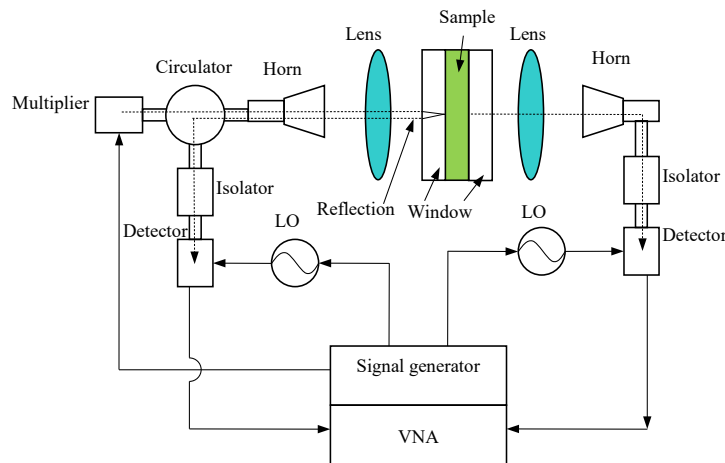 Sample
Lens
Lens
Circulator
Horn
Horn
Multiplier
Isolator
Isolator
Reflection
Window
Detector
LO
LO
Detector
Signal generator
VNA